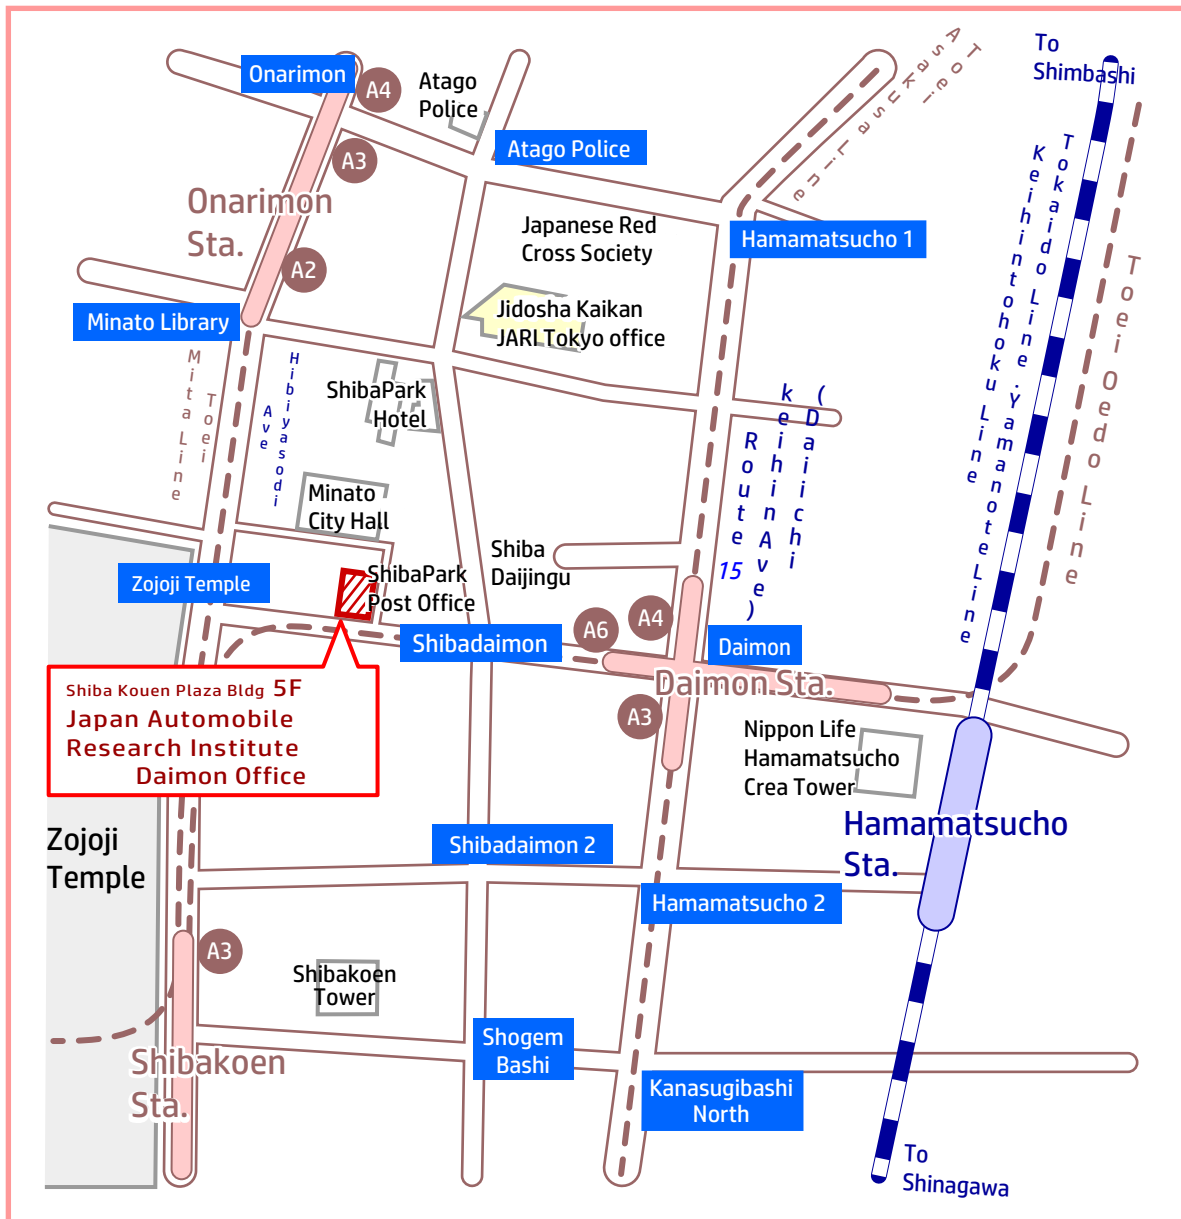 To
Shimbashi
Onarimon
A4
Atago
Police
Atago Police
A3
Toei
Asakusa Line
Onarimon
Sta.
Japanese Red
Cross Society
Hamamatsucho 1
A2
Jidosha Kaikan
JARI Tokyo office
Minato Library
Toei
Mita Line
Hibiyasodi
Ave
ShibaPark
Hotel
Tokaido Line.Yamanote Line
Keihintohoku Line
Toei Oedo Line
(Daiichi
keihin Ave)
Route
15
Minato
City Hall
Shiba
Daijingu
Zojoji Temple
ShibaPark
Post Office
A6
A4
Shibadaimon
Daimon
Daimon Sta.
Shiba Kouen Plaza Bldg 5F
Japan Automobile
Research Institute
Daimon Office
A3
Nippon Life
Hamamatsucho
Crea Tower
Hamamatsucho
Sta.
Zojoji
Temple
Shibadaimon 2
Hamamatsucho 2
A3
Shibakoen
Tower
Shogem
Bashi
Shibakoen
Sta.
Kanasugibashi
North
To
Shinagawa